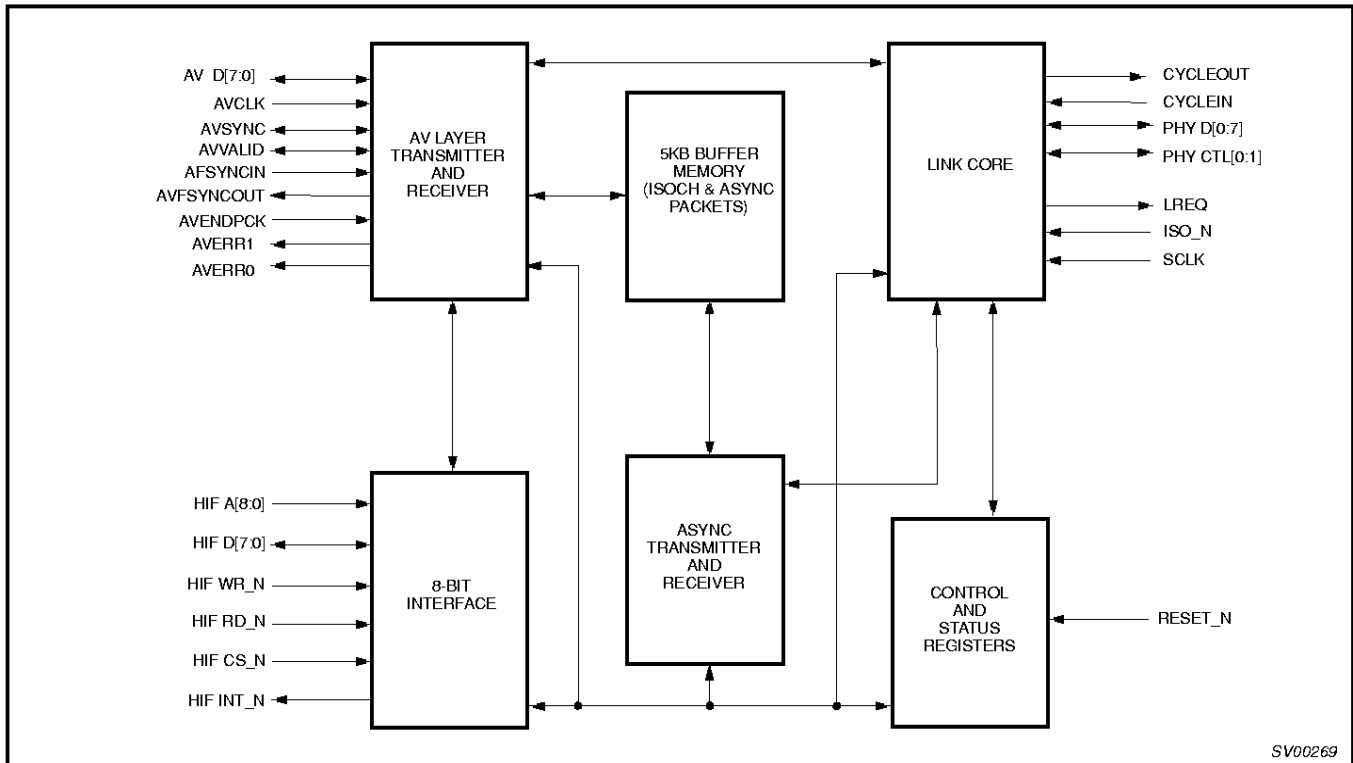 AV D[7:0]
AVCLK
AVSYNC
AVVALID
AFSYNCIN
AVFSYNCOUT
AVENDPCK
AVERR1
AVERR0
AV LAYER
TRANSMITTER
AND
RECEIVER
5KB BUFFER
MEMORY
(ISOCH & ASYNC
PACKETS)
LINK CORE
CYCLEOUT
CYCLEIN
PHY D[0:7]
PHY CTL[0:1]
LREQ
ISO_N
SCLK
HIF A[8:0]
HIF D[7:0]
HIF WR_N
HIF RD_N
HIF CS_N
HIF INT_N
8-BIT
INTERFACE
ASYNC
TRANSMITTER
AND
RECEIVER
CONTROL
AND
STATUS
REGISTERS
RESET_N
SV00269